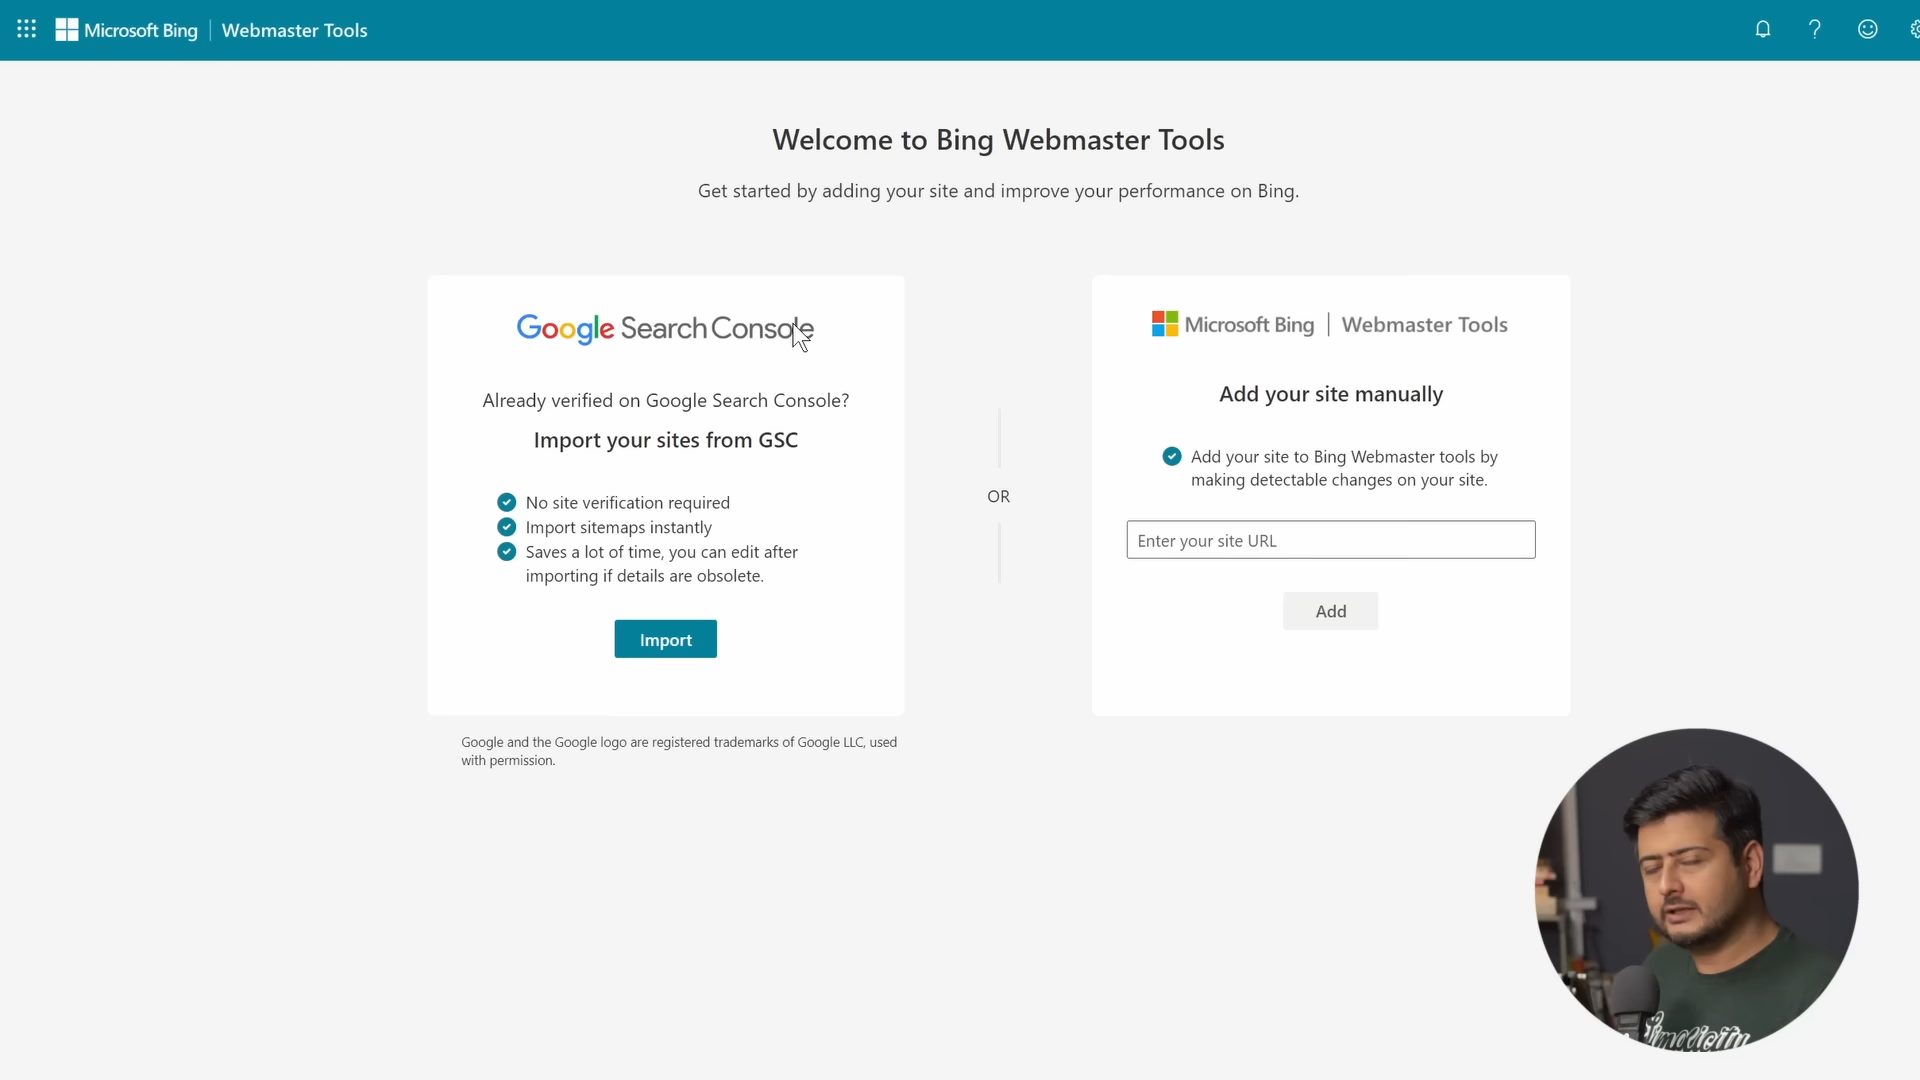 Microsoft Bing | Webmaster Tools
Welcome to Bing Webmaster Tools
Get started by adding your site and improve your performance on Bing.
Google Search Console
Already verified on Google Search Console?
Import your sites from GSC
No site verification required
Import sitemaps instantly
Saves a lot of time, you can edit after
importing if details are obsolete.
Import
Google and the Google logo are registered trademarks of Google LLC, used
with permission.
OR
Microsoft Bing | Webmaster Tools
Add your site manually
Add your site to Bing Webmaster tools by
making detectable changes on your site.
Enter your site URL
Add